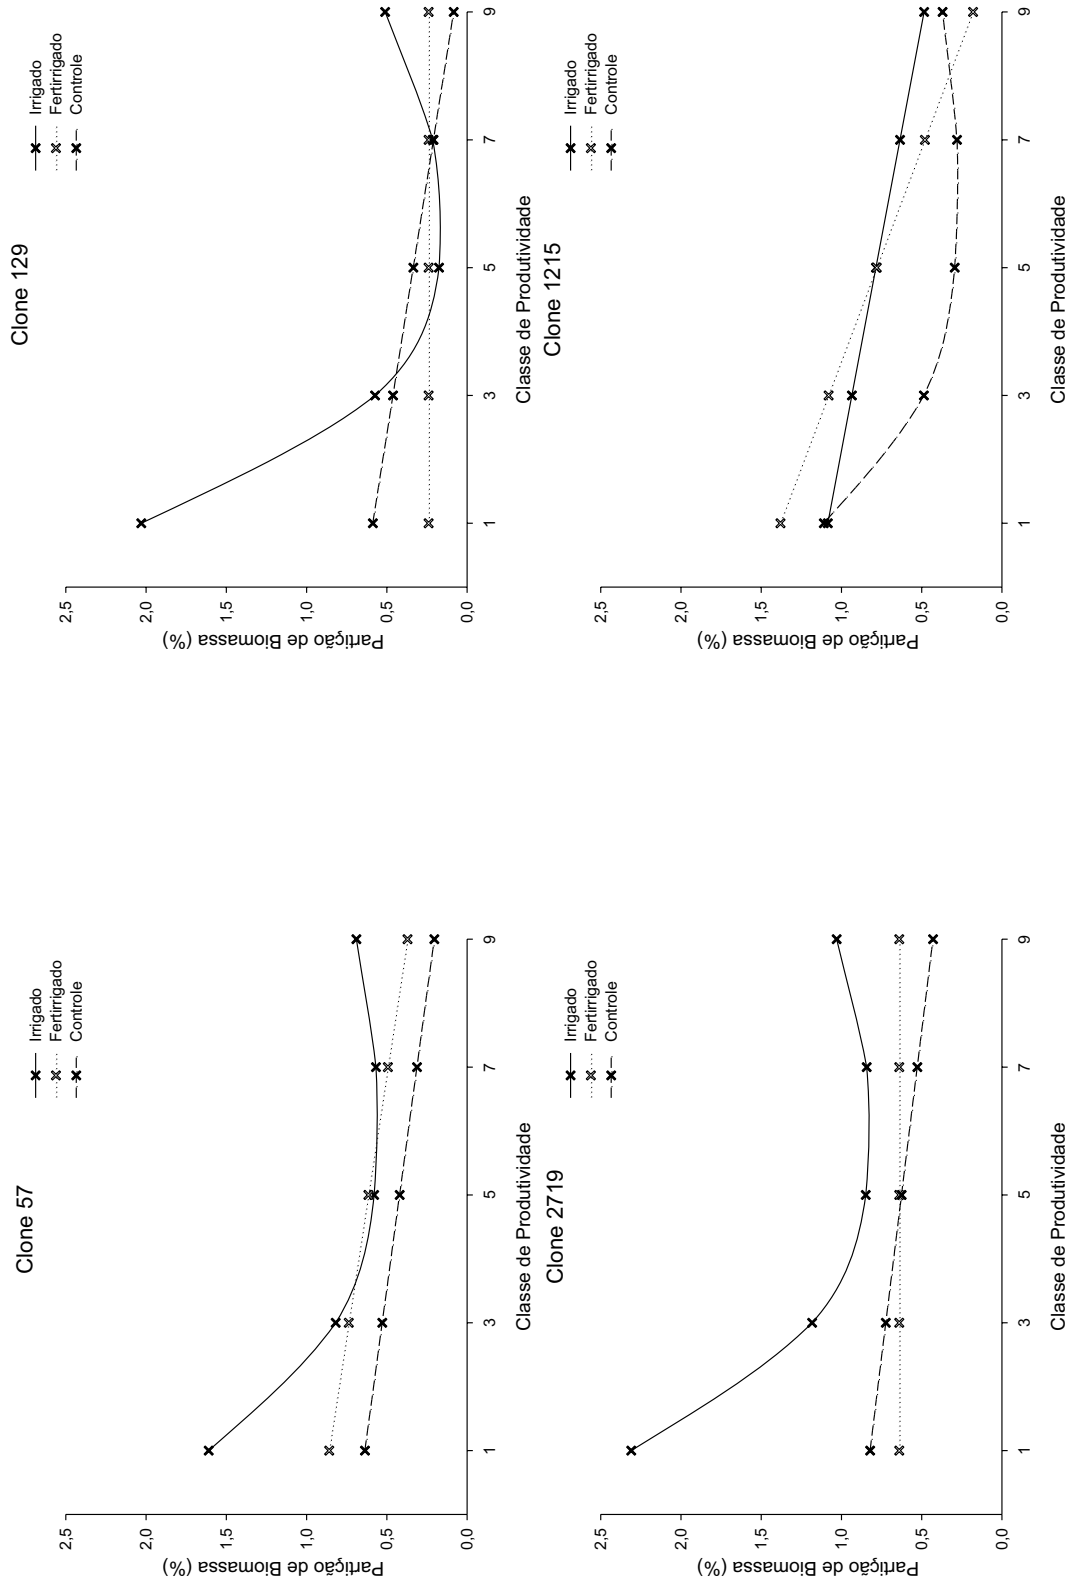 Clone 57
Irrigado
Fertirrigado
Controle
Partição de Biomassa (%)
2,5
2,0
1,5
1,0
0,5
0,0
1 3 5 7 9
Classe de Produtividade
Clone 129
Irrigado
Fertirrigado
Controle
Partição de Biomassa (%)
2,5
2,0
1,5
1,0
0,5
0,0
1 3 5 7 9
Classe de Produtividade
Clone 2719
Irrigado
Fertirrigado
Controle
Partição de Biomassa (%)
2,5
2,0
1,5
1,0
0,5
0,0
1 3 5 7 9
Classe de Produtividade
Clone 1215
Irrigado
Fertirrigado
Controle
Partição de Biomassa (%)
2,5
2,0
1,5
1,0
0,5
0,0
1 3 5 7 9
Classe de Produtividade